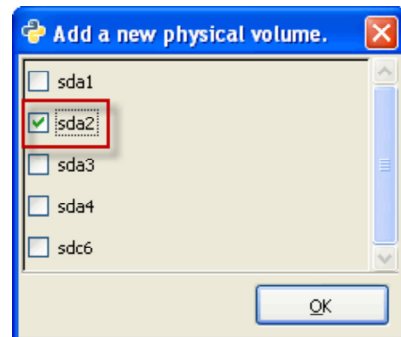 Add a new physical volume.
sda1
sda2
sda3
sda4
sdc6
OK